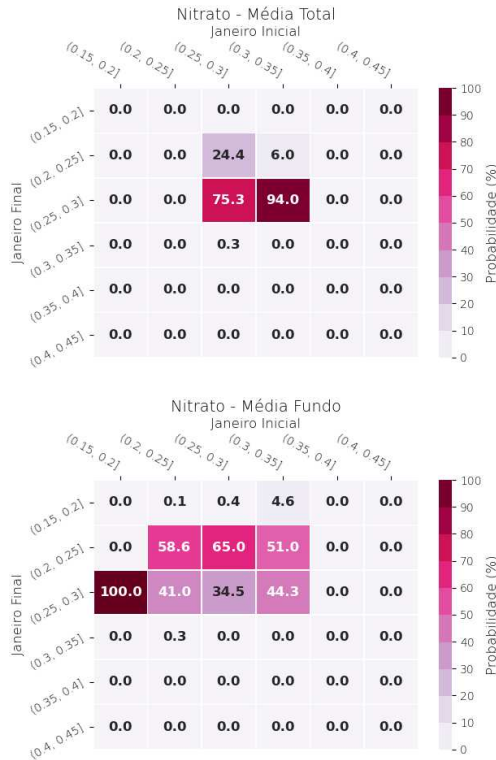 Nitrato - Média Total
Janeiro Inicial
(0.15, 0.2] (0.2, 0.25] (0.25, 0.3] (0.3, 0.35] (0.35, 0.4] (0.4, 0.45]
(0.15, 0.2] 0.0 0.0 0.0 0.0 0.0 0.0
(0.2, 0.25] 0.0 0.0 24.4 6.0 0.0 0.0
(0.25, 0.3] 0.0 0.0 75.3 94.0 0.0 0.0
(0.3, 0.35] 0.0 0.0 0.3 0.0 0.0 0.0
(0.35, 0.4] 0.0 0.0 0.0 0.0 0.0 0.0
(0.4, 0.45] 0.0 0.0 0.0 0.0 0.0 0.0
Janeiro Final
100
90
80
70
60
50
40
30
20
10
0
Probabilidade (%)
Nitrato - Média Fundo
Janeiro Inicial
(0.15, 0.2] (0.2, 0.25] (0.25, 0.3] (0.3, 0.35] (0.35, 0.4] (0.4, 0.45]
(0.15, 0.2] 0.0 0.1 0.4 4.6 0.0 0.0
(0.2, 0.25] 0.0 58.6 65.0 51.0 0.0 0.0
(0.25, 0.3] 100.0 41.0 34.5 44.3 0.0 0.0
(0.3, 0.35] 0.0 0.3 0.0 0.0 0.0 0.0
(0.35, 0.4] 0.0 0.0 0.0 0.0 0.0 0.0
(0.4, 0.45] 0.0 0.0 0.0 0.0 0.0 0.0
Janeiro Final
100
90
80
70
60
50
40
30
20
10
0
Probabilidade (%)